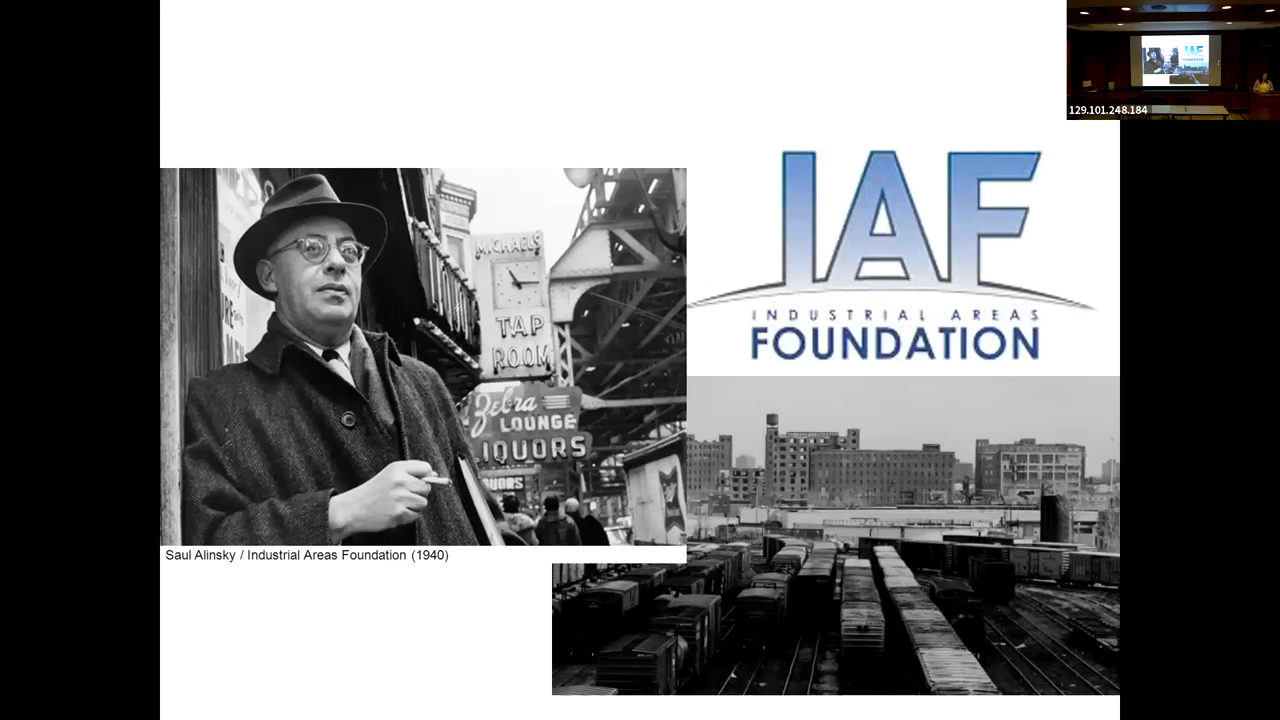 129.101.248.184
MICHAEL'S
TAP
ROOM
Zebra
LOUNGE
LIQUORS
IAF
INDUSTRIAL AREAS
FOUNDATION
Saul Alinsky / Industrial Areas Foundation (1940)